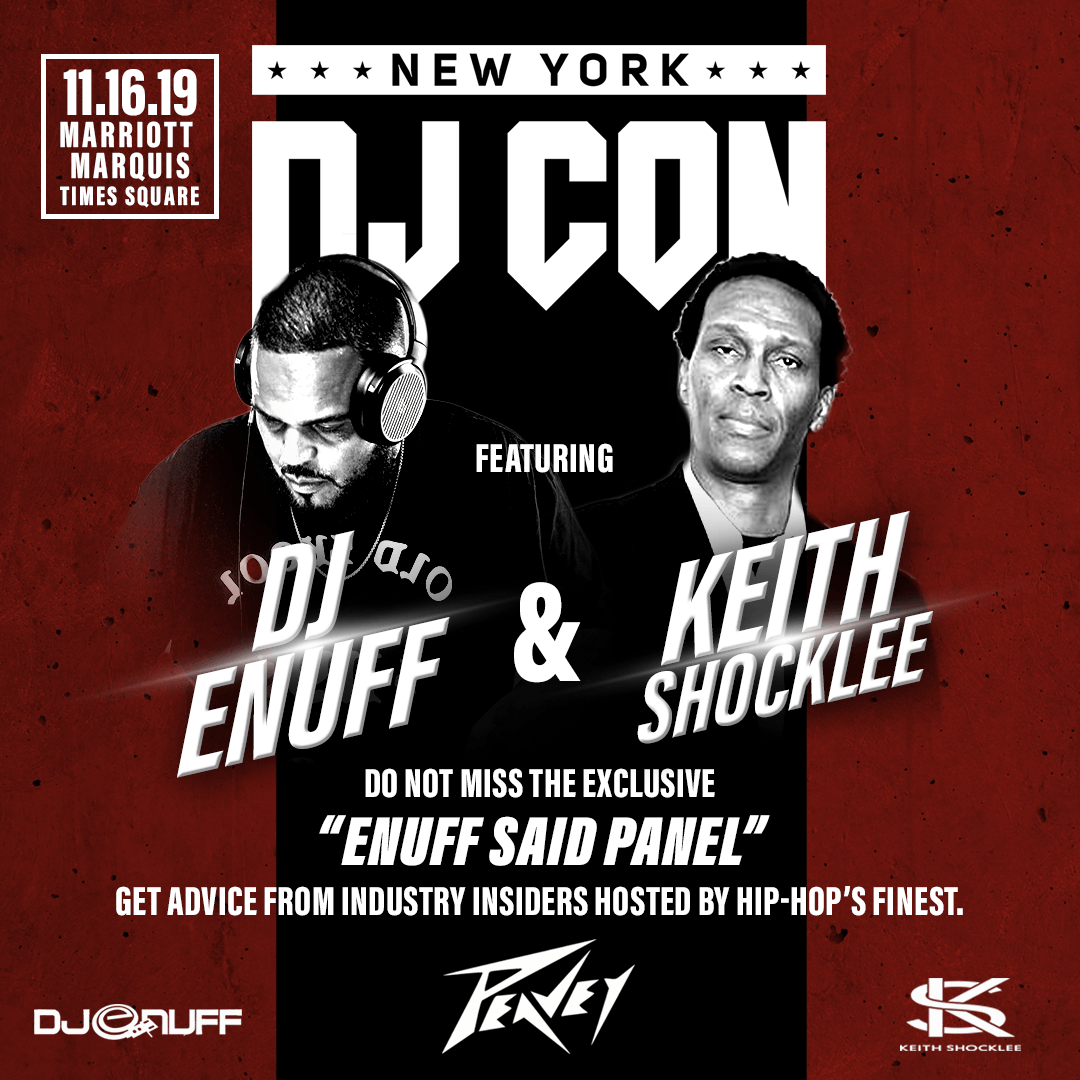 11.16.19
MARRIOTT
MARQUIS
TIMES SQUARE
★ ★ ★ NEW YORK ★ ★ ★
DJ CON
FEATURING
DJ
ENUFF
&
KEITH
SHOCKLEE
DO NOT MISS THE EXCLUSIVE
“ENUFF SAID PANEL”
GET ADVICE FROM INDUSTRY INSIDERS HOSTED BY HIP-HOP’S FINEST.
PEAVEY
DJ ENUFF
KS
KEITH SHOCKLEE